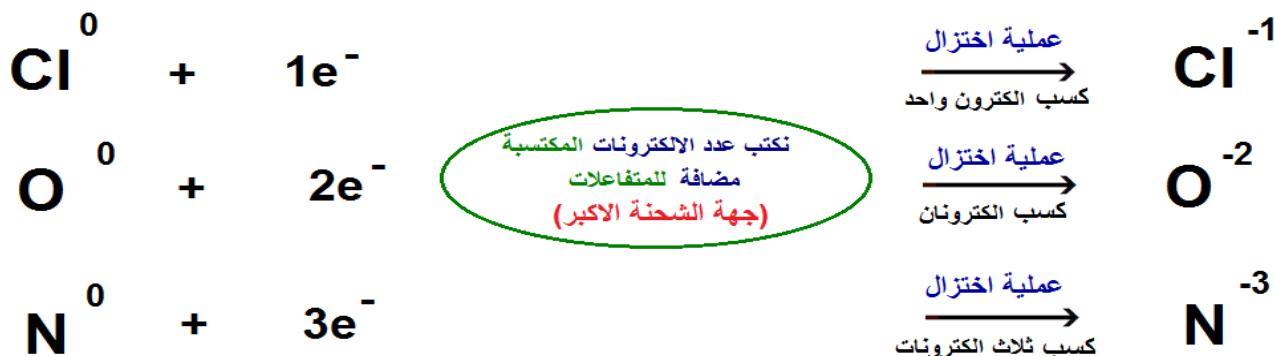 Cl⁰ + 1e⁻ عملية اختزال Cl⁻¹
كسب الكترون واحد
نكتب عدد الالكترونات المكتسبة
مضافة للمتفاعلات
(جهة الشحنة الاكبر)
O⁰ + 2e⁻ عملية اختزال O⁻²
كسب الكترونان
N⁰ + 3e⁻ عملية اختزال N⁻³
كسب ثلاث الكترونات